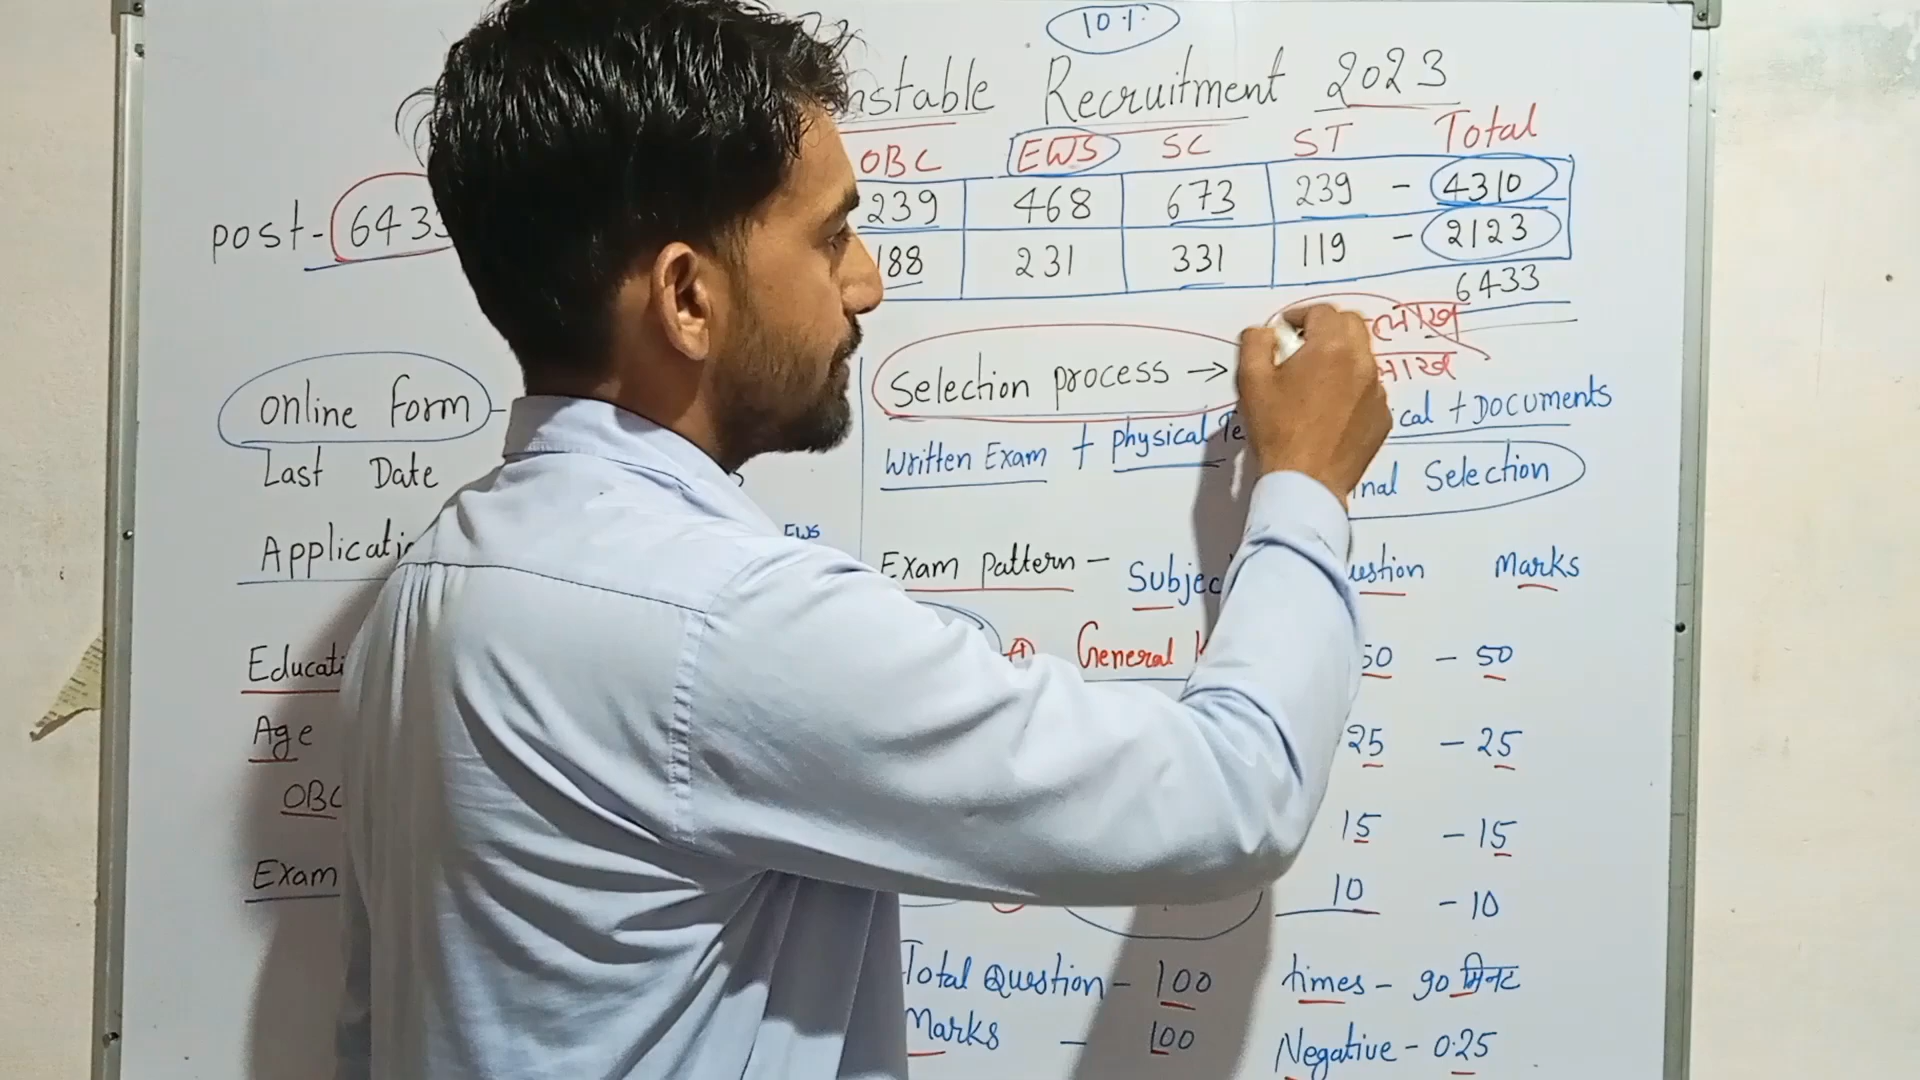 10%
nstable Recruitment 2023
OBC EWS SC ST Total
post- 6433 239 468 673 239 - 4310
188 231 331 119 - 2123
6433
लाख
लाख
Online Form - Selection process →
Written Exam + physical Te ical + Documents
Last Date nal Selection
EWS
Applicatio Exam pattern - Subjec uestion Marks
Educati A General K 50 - 50
Age 25 - 25
OBC 15 - 15
Exam 10 - 10
Total Question - 100 times - 90 मिनट
Marks - 100 Negative - 0.25